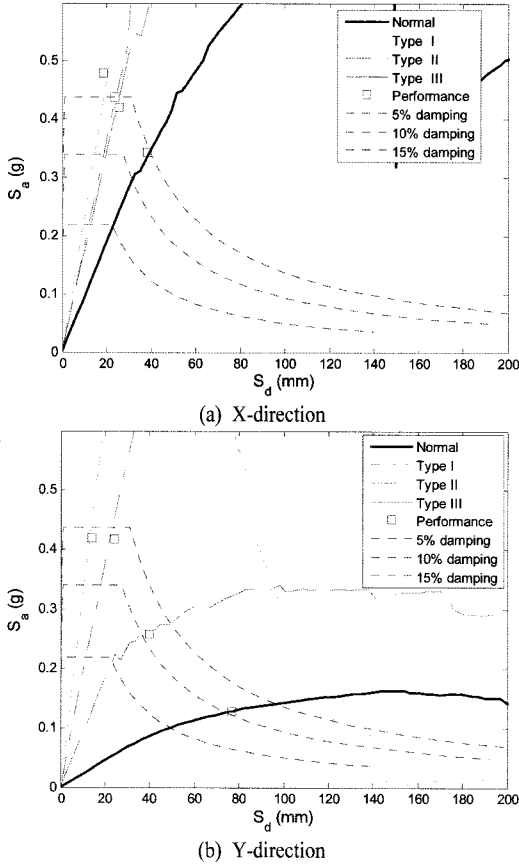 Normal
Type I
Type II
Type III
Performance
5% damping
10% damping
15% damping
0.5
0.4
0.3
0.2
0.1
0
Sa (g)
0 20 40 60 80 100 120 140 160 180 200
Sd (mm)
(a) X-direction
Normal
Type I
Type II
Type III
Performance
5% damping
10% damping
15% damping
0.5
0.4
0.3
0.2
0.1
0
Sa (g)
0 20 40 60 80 100 120 140 160 180 200
Sd (mm)
(b) Y-direction